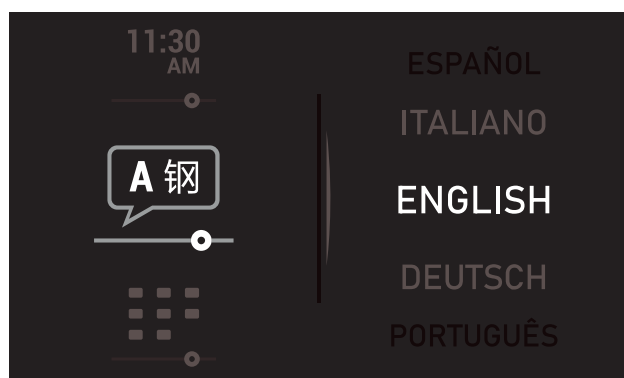 11:30
AM
A 钢
ESPAÑOL
ITALIANO
ENGLISH
DEUTSCH
PORTUGUÊS